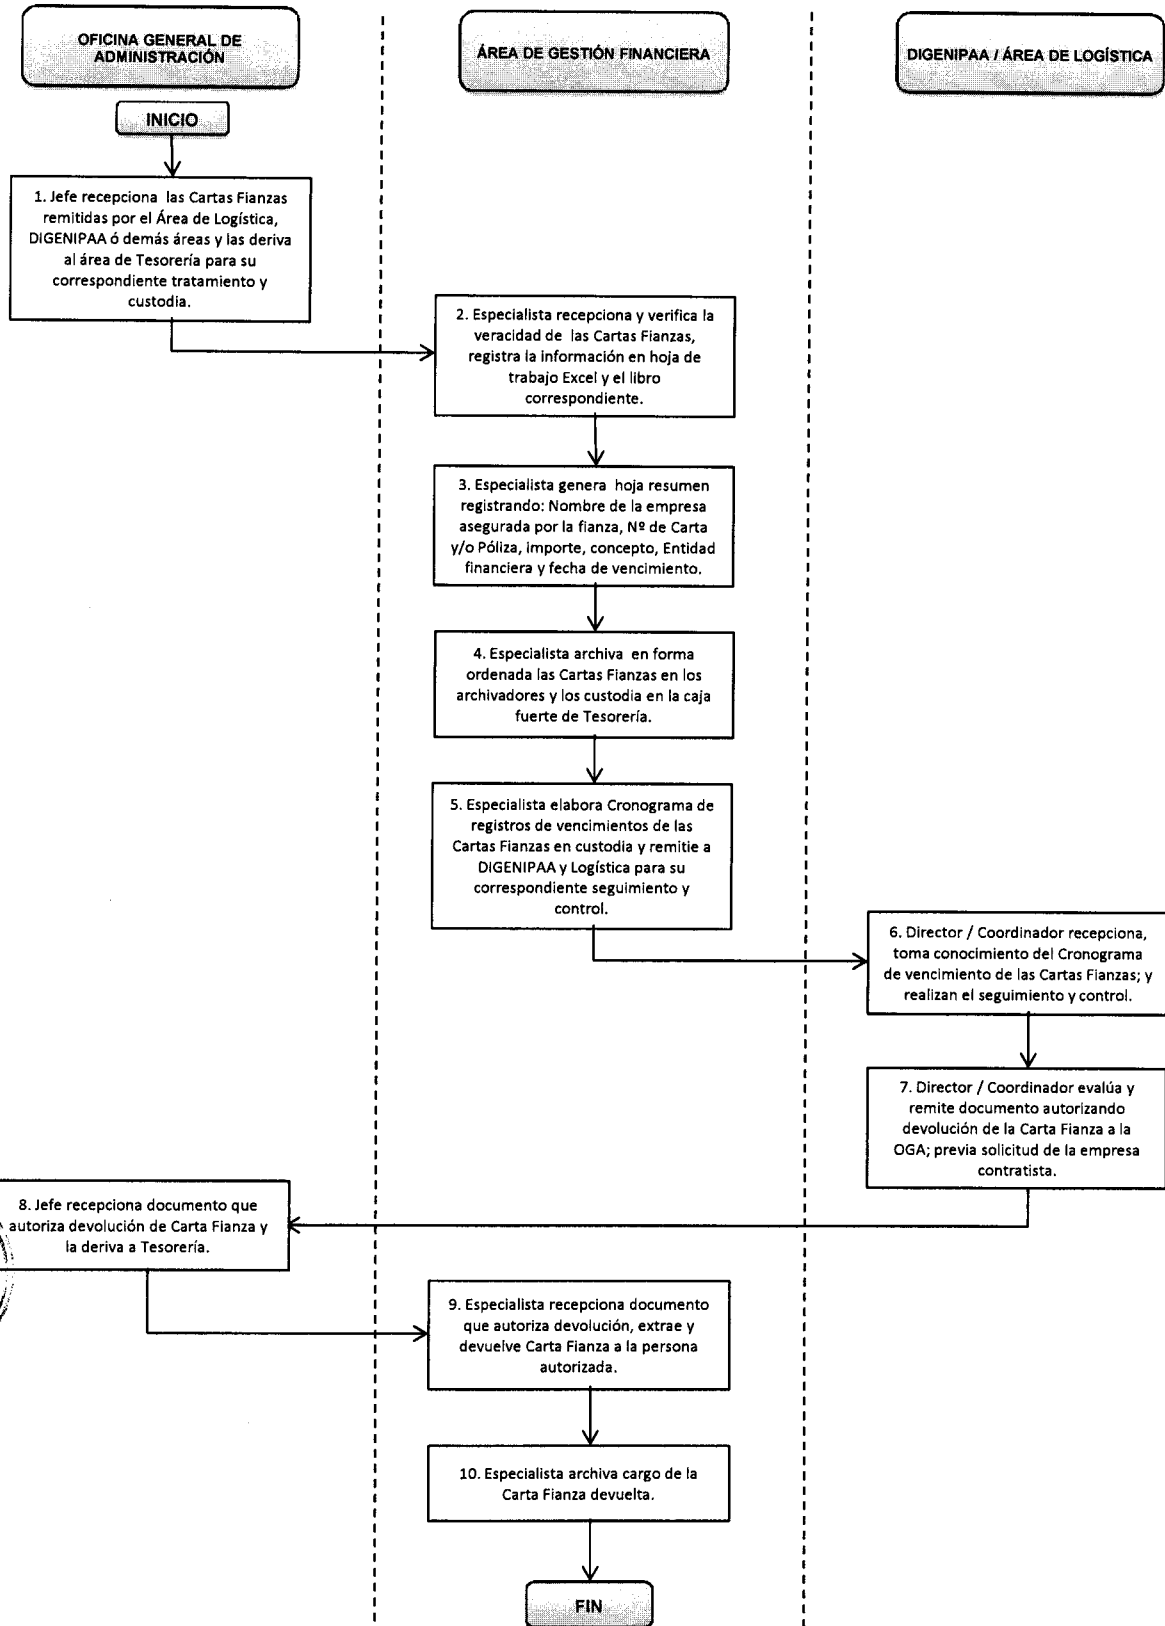 OFICINA GENERAL DE
ADMINISTRACIÓN
ÁREA DE GESTIÓN FINANCIERA
DIGENIPAA / ÁREA DE LOGÍSTICA
INICIO
1. Jefe recepciona las Cartas Fianzas
remitidas por el Área de Logística,
DIGENIPAA ó demás áreas y las deriva
al área de Tesorería para su
correspondiente tratamiento y
custodia.
2. Especialista recepciona y verifica la
veracidad de las Cartas Fianzas,
registra la información en hoja de
trabajo Excel y el libro
correspondiente.
3. Especialista genera hoja resumen
registrando: Nombre de la empresa
asegurada por la fianza, Nº de Carta
y/o Póliza, importe, concepto, Entidad
financiera y fecha de vencimiento.
4. Especialista archiva en forma
ordenada las Cartas Fianzas en los
archivadores y los custodia en la caja
fuerte de Tesorería.
5. Especialista elabora Cronograma de
registros de vencimientos de las
Cartas Fianzas en custodia y remitie a
DIGENIPAA y Logística para su
correspondiente seguimiento y
control.
6. Director / Coordinador recepciona,
toma conocimiento del Cronograma
de vencimiento de las Cartas Fianzas; y
realizan el seguimiento y control.
7. Director / Coordinador evalúa y
remite documento autorizando
devolución de la Carta Fianza a la
OGA; previa solicitud de la empresa
contratista.
8. Jefe recepciona documento que
autoriza devolución de Carta Fianza y
la deriva a Tesorería.
9. Especialista recepciona documento
que autoriza devolución, extrae y
devuelve Carta Fianza a la persona
autorizada.
10. Especialista archiva cargo de la
Carta Fianza devuelta.
FIN